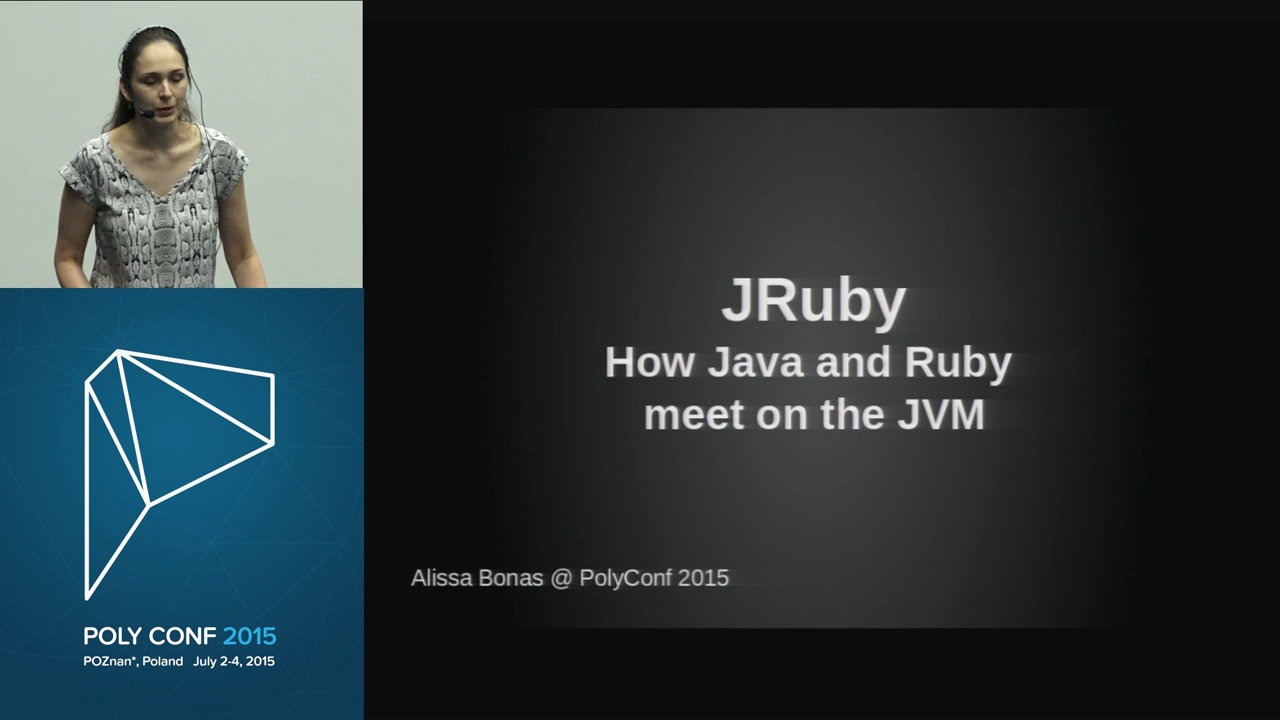 JRuby
How Java and Ruby
meet on the JVM
Alissa Bonas @ PolyConf 2015
POLY CONF 2015
POZnan*, Poland July 2-4, 2015